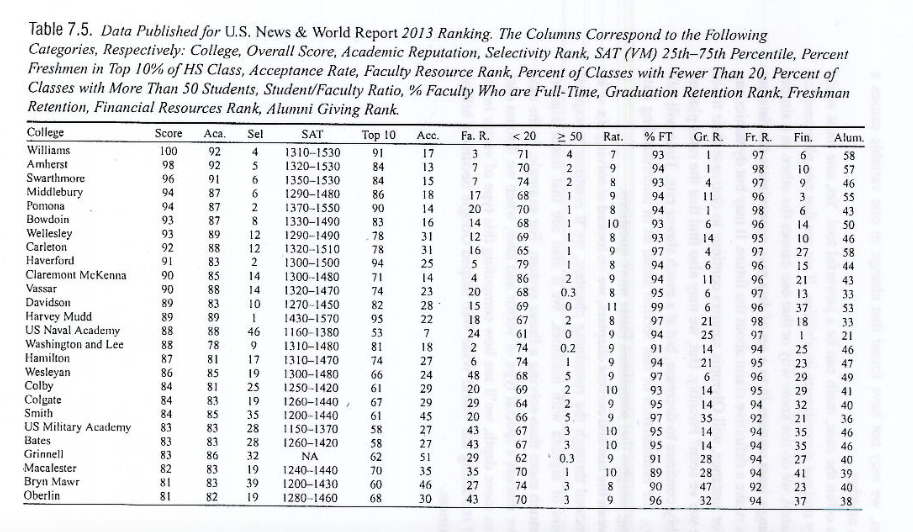 Table 7.5. Data Published for U.S. News & World Report 2013 Ranking. The Columns Correspond to the Following
Categories, Respectively: College, Overall Score, Academic Reputation, Selectivity Rank, SAT (VM) 25th–75th Percentile, Percent
Freshmen in Top 10% of HS Class, Acceptance Rate, Faculty Resource Rank, Percent of Classes with Fewer Than 20, Percent of
Classes with More Than 50 Students, Student/Faculty Ratio, % Faculty Who are Full-Time, Graduation Retention Rank, Freshman
Retention, Financial Resources Rank, Alumni Giving Rank.
College Score Aca. Sel SAT Top 10 Acc. Fa. R. < 20 ≥ 50 Rat. % FT Gr. R. Fr. R. Fin. Alum.
Williams 100 92 4 1310–1530 91 17 3 71 4 7 93 1 97 6 58
Amherst 98 92 5 1320–1530 84 13 7 70 2 9 94 1 98 10 57
Swarthmore 96 91 6 1350–1530 84 15 7 74 2 8 93 4 97 9 46
Middlebury 94 87 6 1290–1480 86 18 17 68 1 9 94 11 96 3 55
Pomona 94 87 2 1370–1550 90 14 20 70 1 8 94 1 98 6 43
Bowdoin 93 87 8 1330–1490 83 16 14 68 1 10 93 6 96 14 50
Wellesley 93 89 12 1290–1490 78 31 12 69 1 8 93 14 95 10 46
Carleton 92 88 12 1320–1510 78 31 16 65 1 9 97 4 97 27 58
Haverford 91 83 2 1300–1500 94 25 5 79 1 8 94 6 96 15 44
Claremont McKenna 90 85 14 1300–1480 71 14 4 86 2 9 94 11 96 21 43
Vassar 90 88 14 1320–1470 74 23 20 68 0.3 8 95 6 97 13 33
Davidson 89 83 10 1270–1450 82 28 15 69 0 11 99 6 96 37 53
Harvey Mudd 89 89 1 1430–1570 95 22 18 67 2 8 97 21 98 18 33
US Naval Academy 88 88 46 1160–1380 53 7 24 61 0 9 94 25 97 1 21
Washington and Lee 88 78 9 1310–1480 81 18 2 74 0.2 9 91 14 94 25 46
Hamilton 87 81 17 1310–1470 74 27 6 74 1 9 94 21 95 23 47
Wesleyan 86 85 19 1300–1480 66 24 48 68 5 9 97 6 96 29 49
Colby 84 81 25 1250–1420 61 29 20 69 2 10 93 14 95 29 41
Colgate 84 83 19 1260–1440 67 29 29 64 2 9 95 14 94 32 40
Smith 84 85 35 1200–1440 61 45 20 66 5 9 97 35 92 21 36
US Military Academy 83 83 28 1150–1370 58 27 43 67 3 10 95 14 94 35 46
Bates 83 83 28 1260–1420 58 27 43 67 3 10 95 14 94 35 46
Grinnell 83 86 32 NA 62 51 29 62 0.3 9 91 28 94 27 40
Macalester 82 83 19 1240–1440 70 35 35 70 1 10 89 28 94 41 39
Bryn Mawr 81 83 39 1200–1430 60 46 27 74 3 8 90 47 92 23 40
Oberlin 81 82 19 1280–1460 68 30 43 70 3 9 96 32 94 37 38